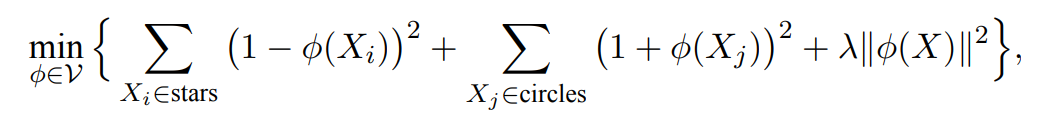 min_{ϕ∈𝒱} { ∑_{X_i∈stars} (1 − ϕ(X_i))² + ∑_{X_j∈circles} (1 + ϕ(X_j))² + λ‖ϕ(X)‖² },